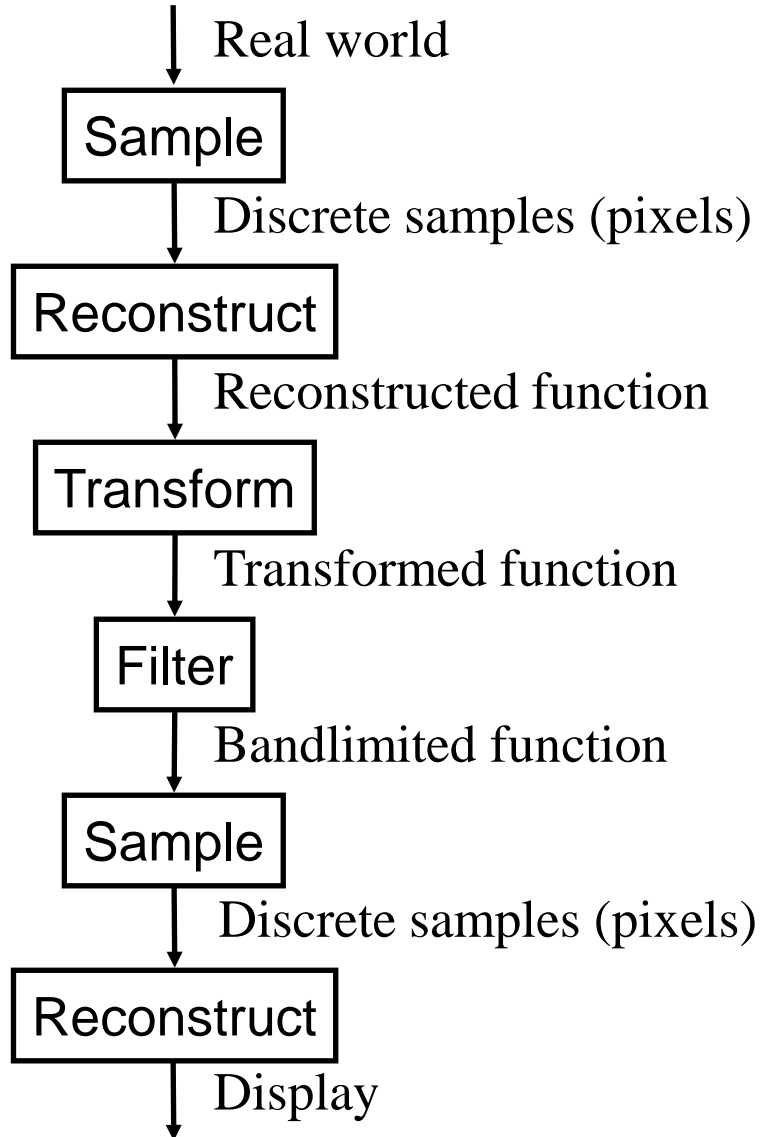 Real world
Sample
Discrete samples (pixels)
Reconstruct
Reconstructed function
Transform
Transformed function
Filter
Bandlimited function
Sample
Discrete samples (pixels)
Reconstruct
Display